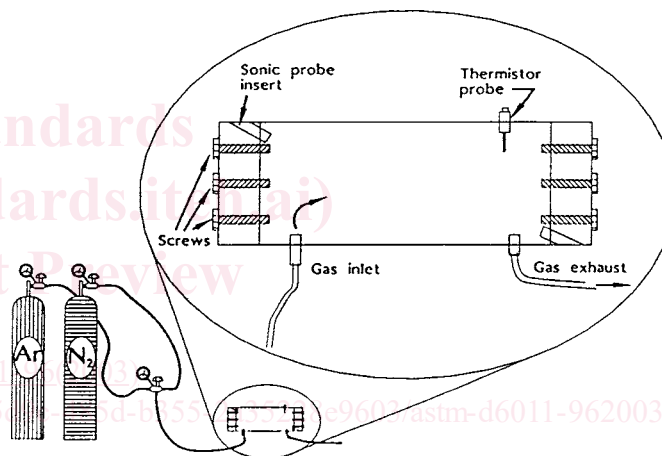 Sonic probe
insert
Thermistor
probe
ndards
dards.iteh.ai)
Screws
t Preview
Gas inlet
Gas exhaust
Ar
N₂
/astm-d6011-962003